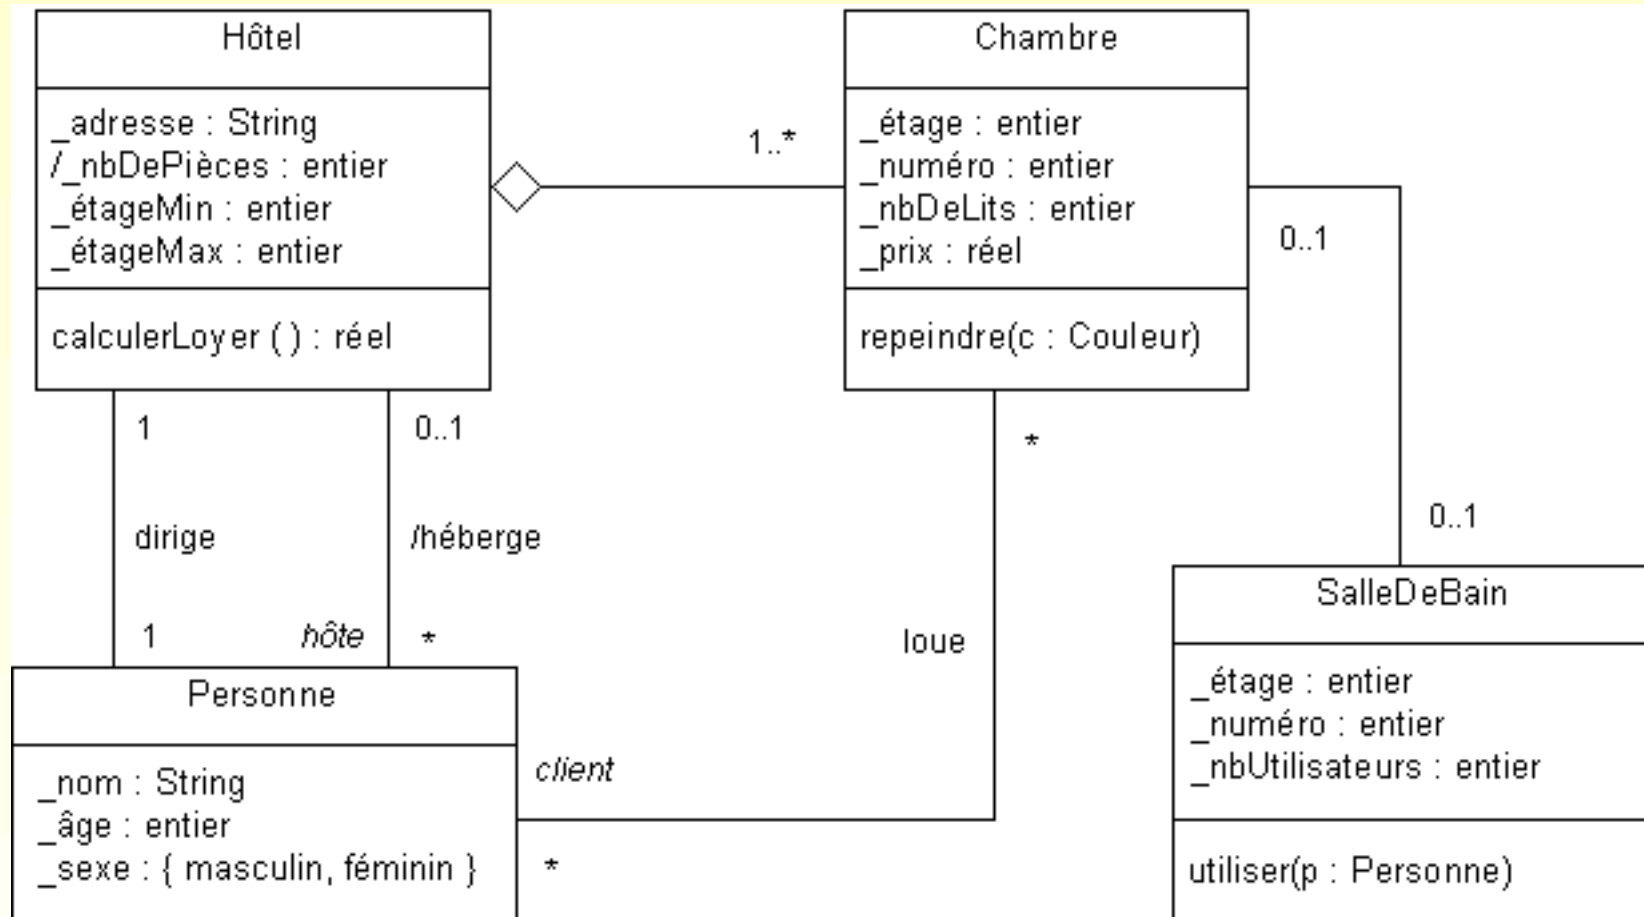 Hôtel
_adresse : String
/_nbDePièces : entier
_étageMin : entier
_étageMax : entier
calculerLoyer ( ) : réel
1..*
Chambre
_étage : entier
_numéro : entier
_nbDeLits : entier
_prix : réel
repeindre(c : Couleur)
0..1
0..1
1
dirige
1
0..1
/héberge
hôte
*
*
loue
client
*
Personne
_nom : String
_âge : entier
_sexe : { masculin, féminin }
SalleDeBain
_étage : entier
_numéro : entier
_nbUtilisateurs : entier
utiliser(p : Personne)